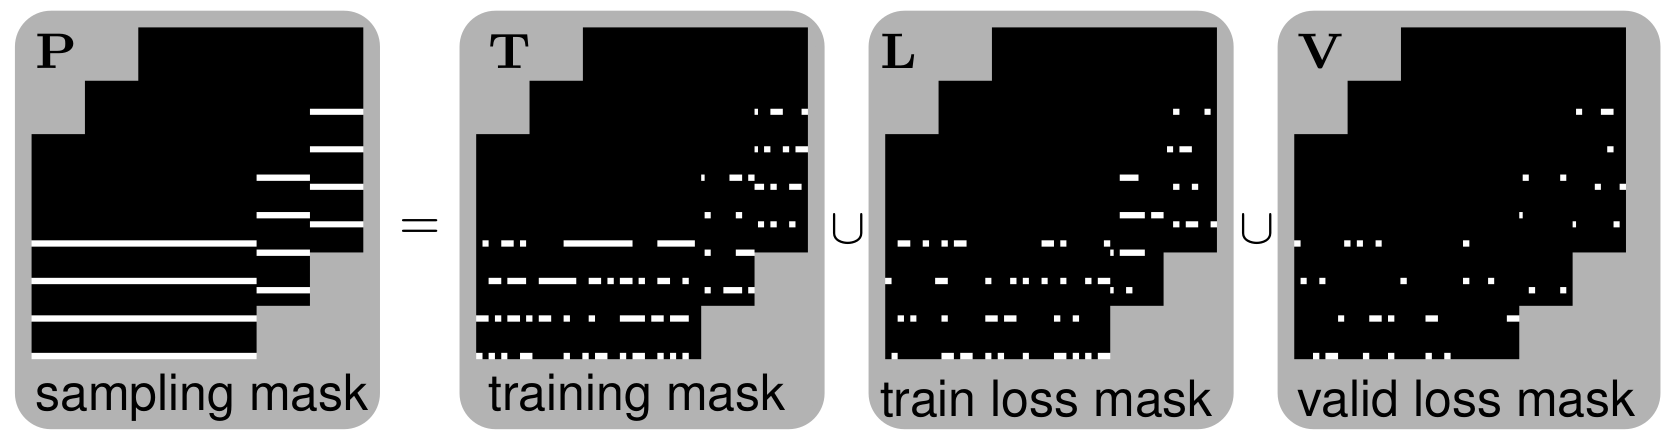 P = T ∪ L ∪ V
sampling mask training mask train loss mask valid loss mask